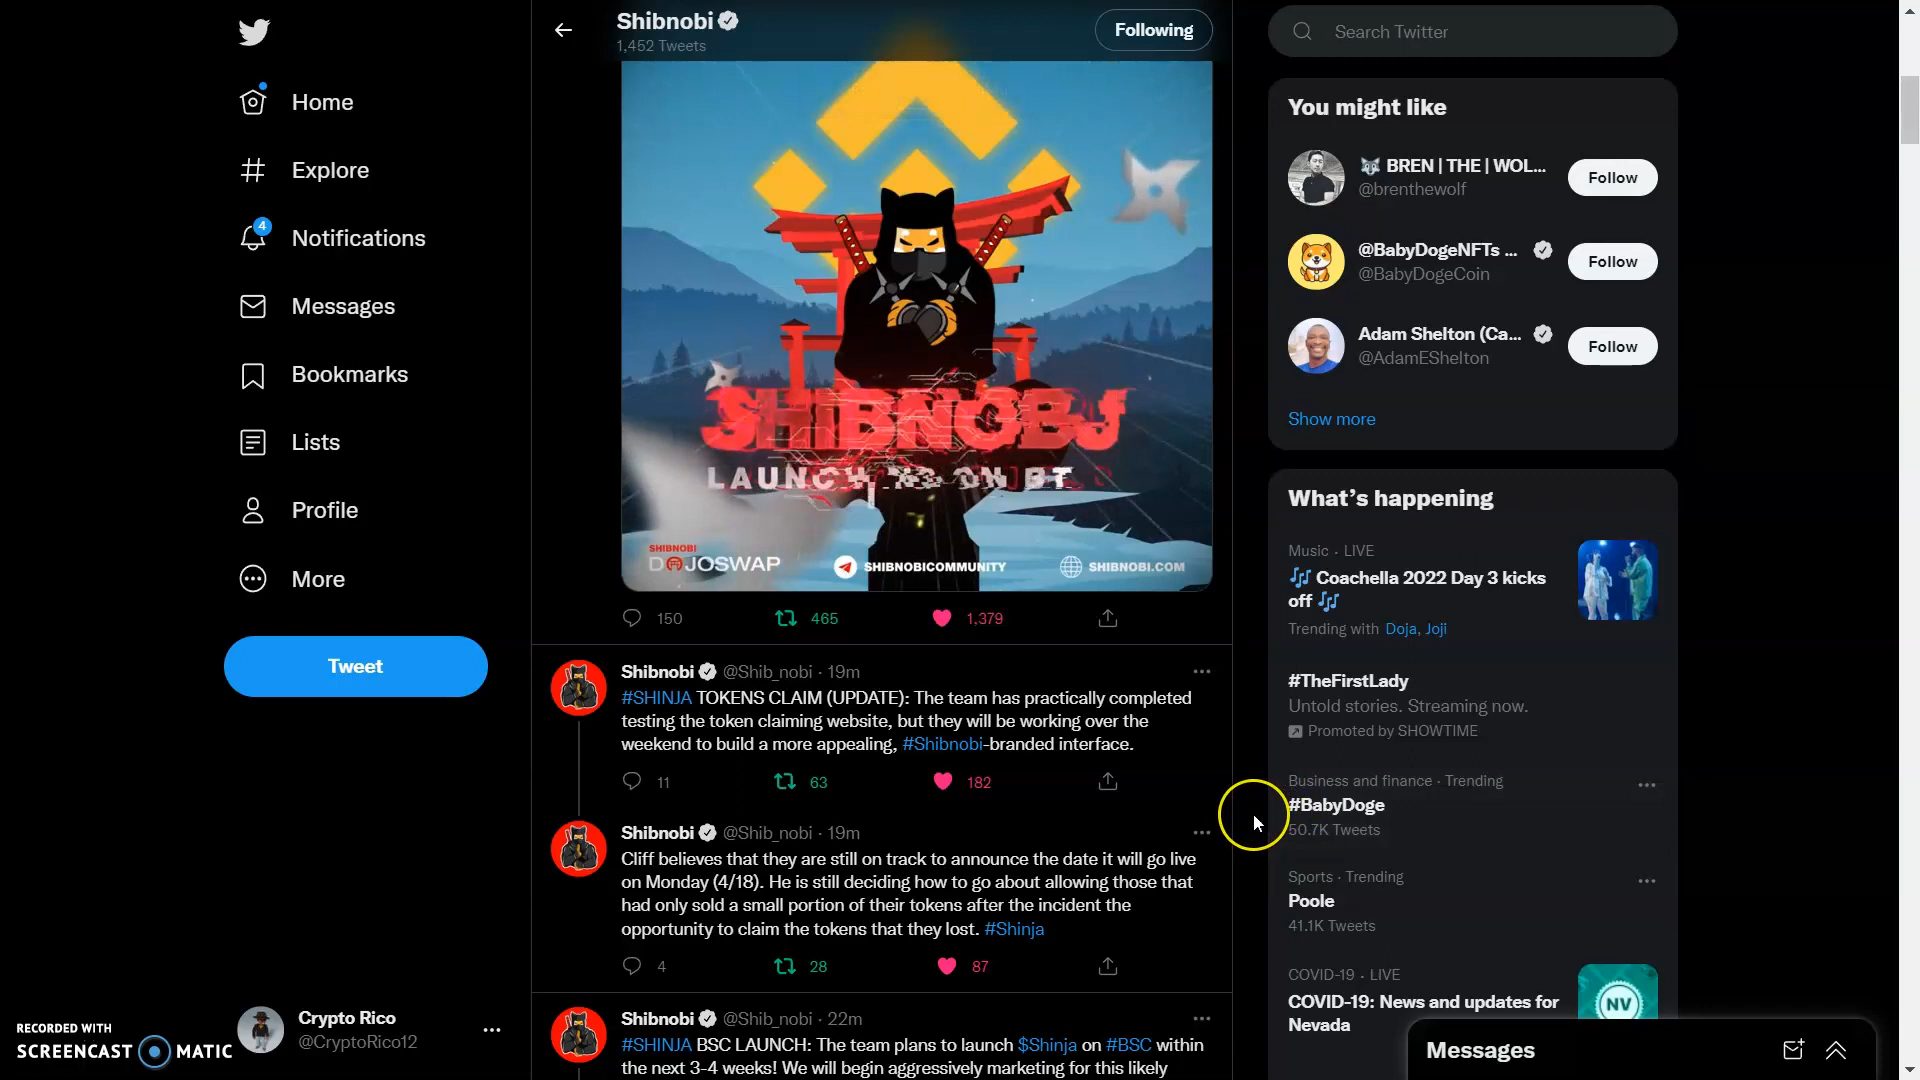 Home
Explore
4
Notifications
Messages
Bookmarks
Lists
Profile
More
Tweet
Crypto Rico
@CryptoRico12
RECORDED WITH
SCREENCAST MATIC
Shibnobi
1,452 Tweets
Following
SHIBNOBI
LAUNCH
SHIBNOBI
DOJOSWAP
SHIBNOBICOMMUNITY
SHIBNOBI.COM
150 465 1,379
Shibnobi @Shib_nobi · 19m
#SHINJA TOKENS CLAIM (UPDATE): The team has practically completed
testing the token claiming website, but they will be working over the
weekend to build a more appealing, #Shibnobi-branded interface.
11 63 182
Shibnobi @Shib_nobi · 19m
Cliff believes that they are still on track to announce the date it will go live
on Monday (4/18). He is still deciding how to go about allowing those that
had only sold a small portion of their tokens after the incident the
opportunity to claim the tokens that they lost. #Shinja
4 28 87
Shibnobi @Shib_nobi · 22m
#SHINJA BSC LAUNCH: The team plans to launch $Shinja on #BSC within
the next 3-4 weeks! We will begin aggressively marketing for this likely
Search Twitter
You might like
BREN | THE | WOL...
@brenthewolf
Follow
@BabyDogeNFTs ...
@BabyDogeCoin
Follow
Adam Shelton (Ca...
@AdamEShelton
Follow
Show more
What's happening
Music · LIVE
🎶 Coachella 2022 Day 3 kicks
off 🎶
Trending with Doja, Joji
#TheFirstLady
Untold stories. Streaming now.
Promoted by SHOWTIME
Business and finance · Trending
#BabyDoge
50.7K Tweets
Sports · Trending
Poole
41.1K Tweets
COVID-19 · LIVE
COVID-19: News and updates for
Nevada
NV
Messages